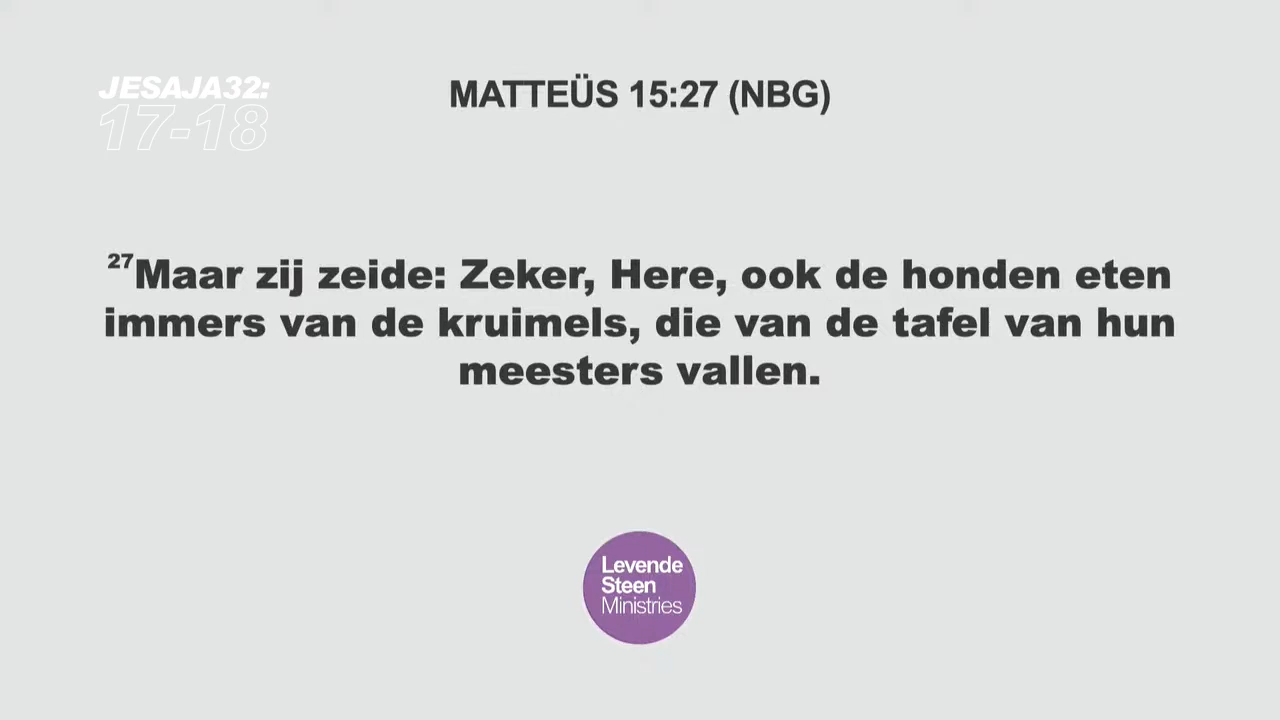 JESAJA32:
17-18
MATTEÜS 15:27 (NBG)
27Maar zij zeide: Zeker, Here, ook de honden eten
immers van de kruimels, die van de tafel van hun
meesters vallen.
Levende
Steen
Ministries